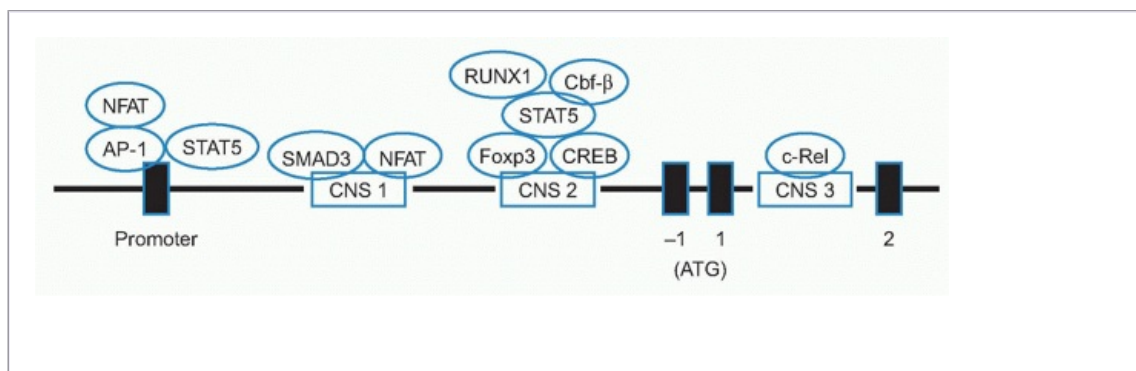 RUNX1
Cbf-β
NFAT
STAT5
AP-1
STAT5
SMAD3
NFAT
Foxp3
CREB
c-Rel
CNS 1
CNS 2
CNS 3
Promoter
–1
1
2
(ATG)